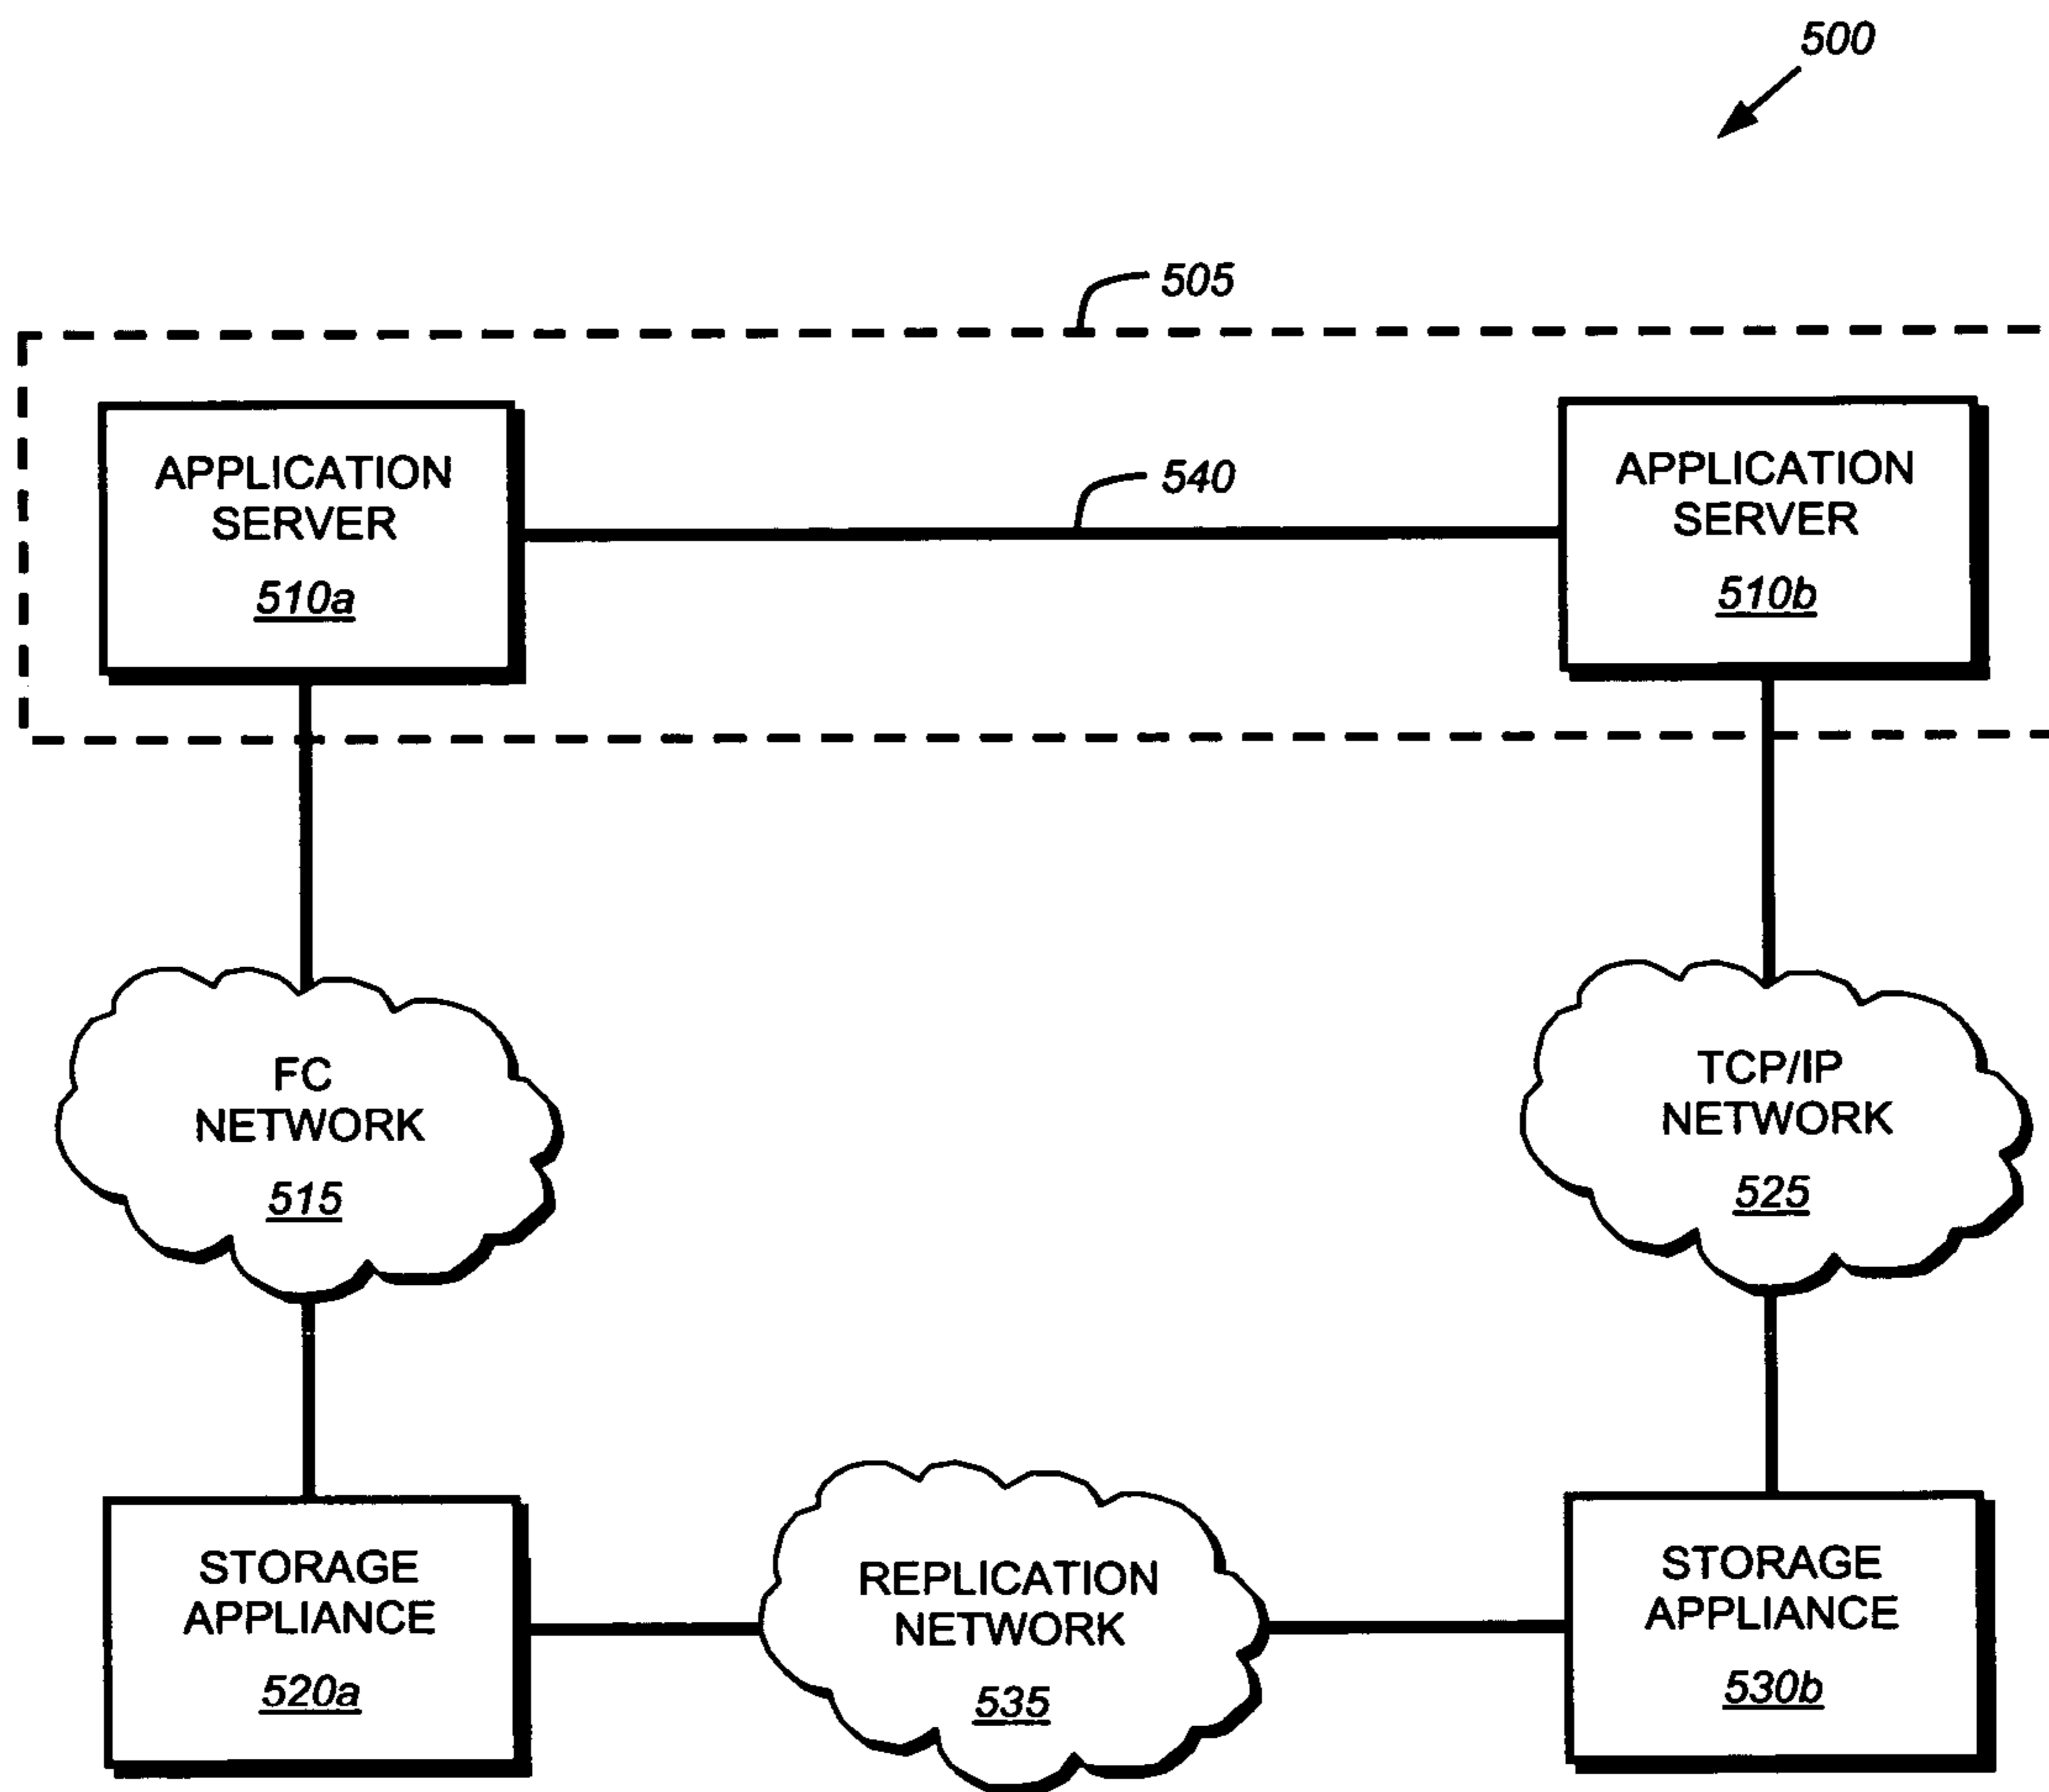 500
505
APPLICATION
SERVER
510a
540
APPLICATION
SERVER
510b
FC
NETWORK
515
TCP/IP
NETWORK
525
STORAGE
APPLIANCE
520a
REPLICATION
NETWORK
535
STORAGE
APPLIANCE
530b